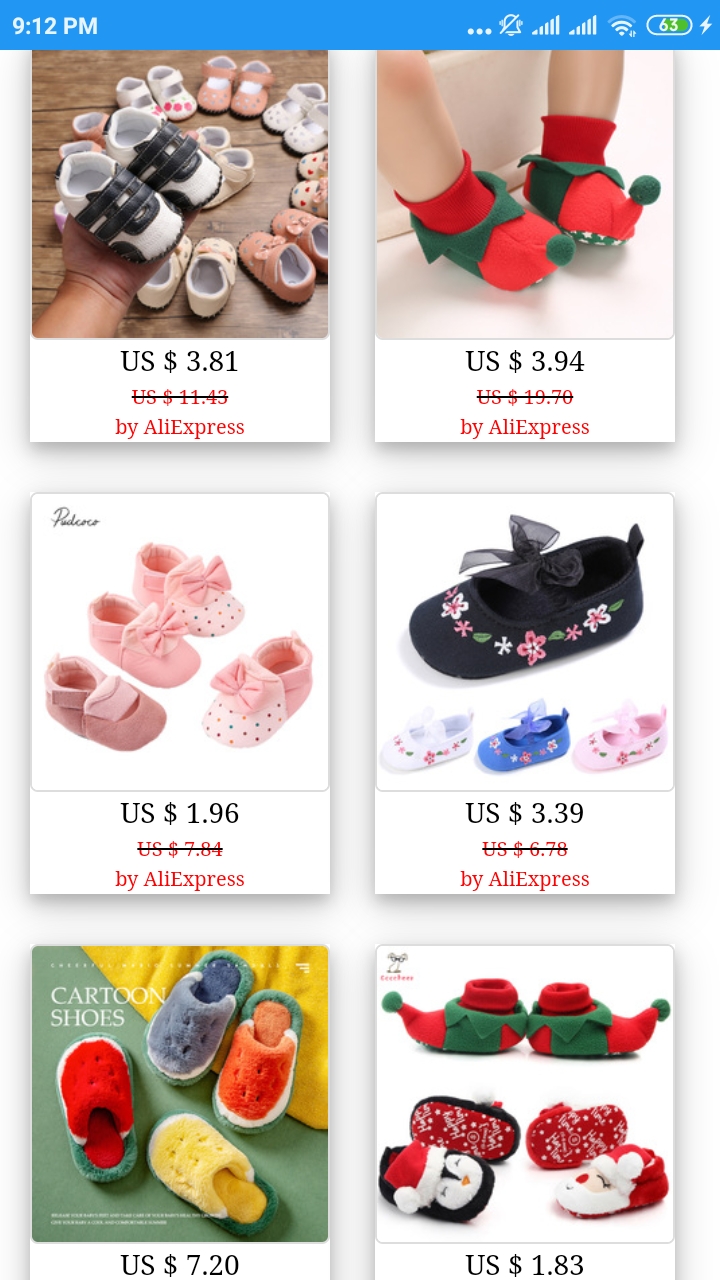 9:12 PM
63
US $ 3.81
US $ 11.43
by AliExpress
US $ 3.94
US $ 19.70
by AliExpress
Pudcoco
US $ 1.96
US $ 7.84
by AliExpress
US $ 3.39
US $ 6.78
by AliExpress
CARTOON
SHOES
US $ 7.20
US $ 1.83